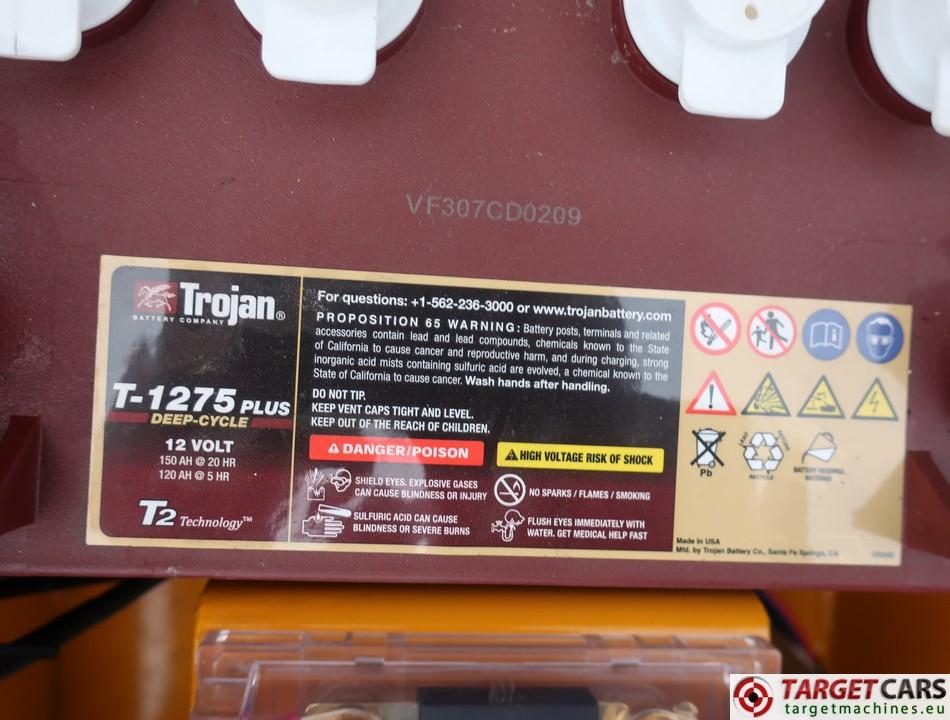 VF307CD0209
Trojan®
BATTERY COMPANY
T-1275 PLUS
DEEP-CYCLE
12 VOLT
150 AH @ 20 HR
120 AH @ 5 HR
T2 Technology™
For questions: +1-562-236-3000 or www.trojanbattery.com
PROPOSITION 65 WARNING: Battery posts, terminals and related
accessories contain lead and lead compounds, chemicals known to the State
of California to cause cancer and reproductive harm, and during charging, strong
inorganic acid mists containing sulfuric acid are evolved, a chemical known to the
State of California to cause cancer. Wash hands after handling.
DO NOT TIP.
KEEP VENT CAPS TIGHT AND LEVEL.
KEEP OUT OF THE REACH OF CHILDREN.
DANGER/POISON
HIGH VOLTAGE RISK OF SHOCK
SHIELD EYES. EXPLOSIVE GASES
CAN CAUSE BLINDNESS OR INJURY
NO SPARKS / FLAMES / SMOKING
SULFURIC ACID CAN CAUSE
BLINDNESS OR SEVERE BURNS
FLUSH EYES IMMEDIATELY WITH
WATER. GET MEDICAL HELP FAST
Pb
RECYCLE
BATTERY REQUIRES
WATERING
Made in USA
Mfd. by Trojan Battery Co., Santa Fe Springs, CA
TARGET CARS
targetmachines.eu